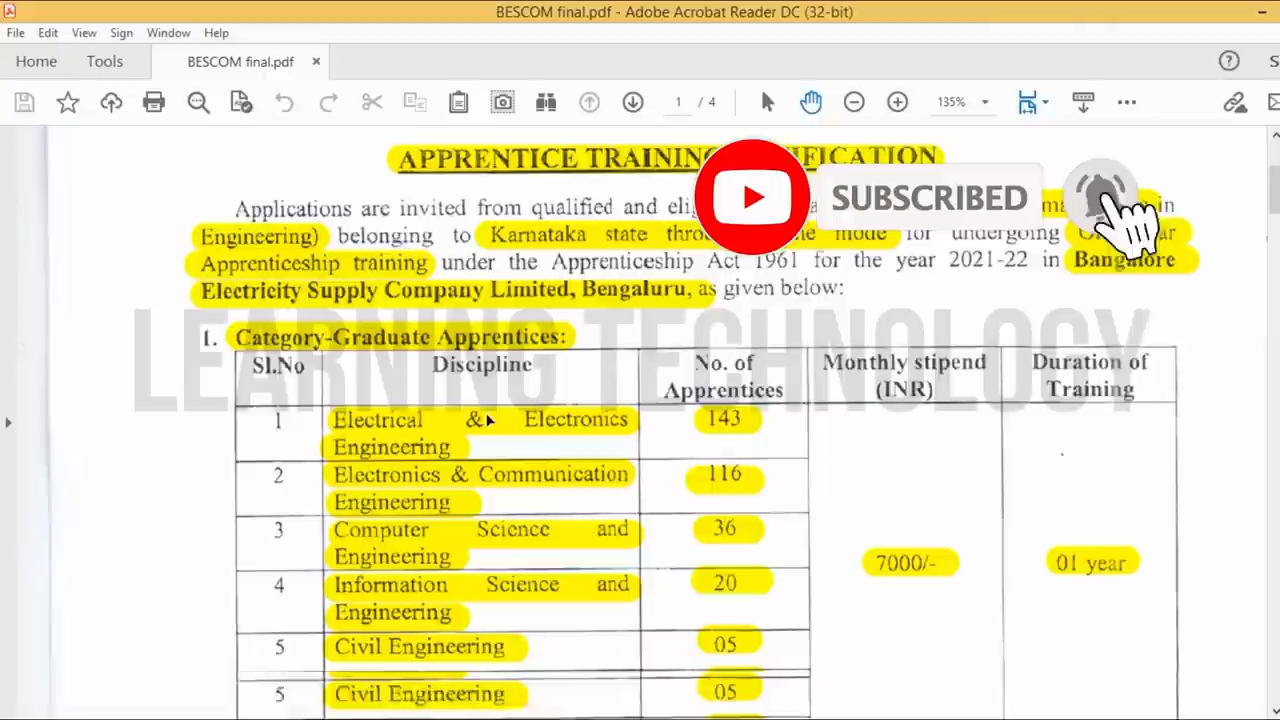 BESCOM final.pdf - Adobe Acrobat Reader DC (32-bit)
File Edit View Sign Window Help
Home Tools BESCOM final.pdf ×
1 / 4 135%
APPRENTICE TRAINING
SUBSCRIBED
Applications are invited from qualified and in
Engineering) belonging to Karnataka state mode for undergoing
Apprenticeship training under the Apprenticeship Act 1961 for the year 2021-22 in Bangalore
Electricity Supply Company Limited, Bengaluru, as given below:
LEARNING TECHNOLOGY
1. Category-Graduate Apprentices:
Sl.No Discipline No. of Apprentices Monthly stipend (INR) Duration of Training
1 Electrical & Electronics Engineering 143
2 Electronics & Communication Engineering 116
3 Computer Science and Engineering 36
7000/- 01 year
4 Information Science and Engineering 20
5 Civil Engineering 05
5 Civil Engineering 05